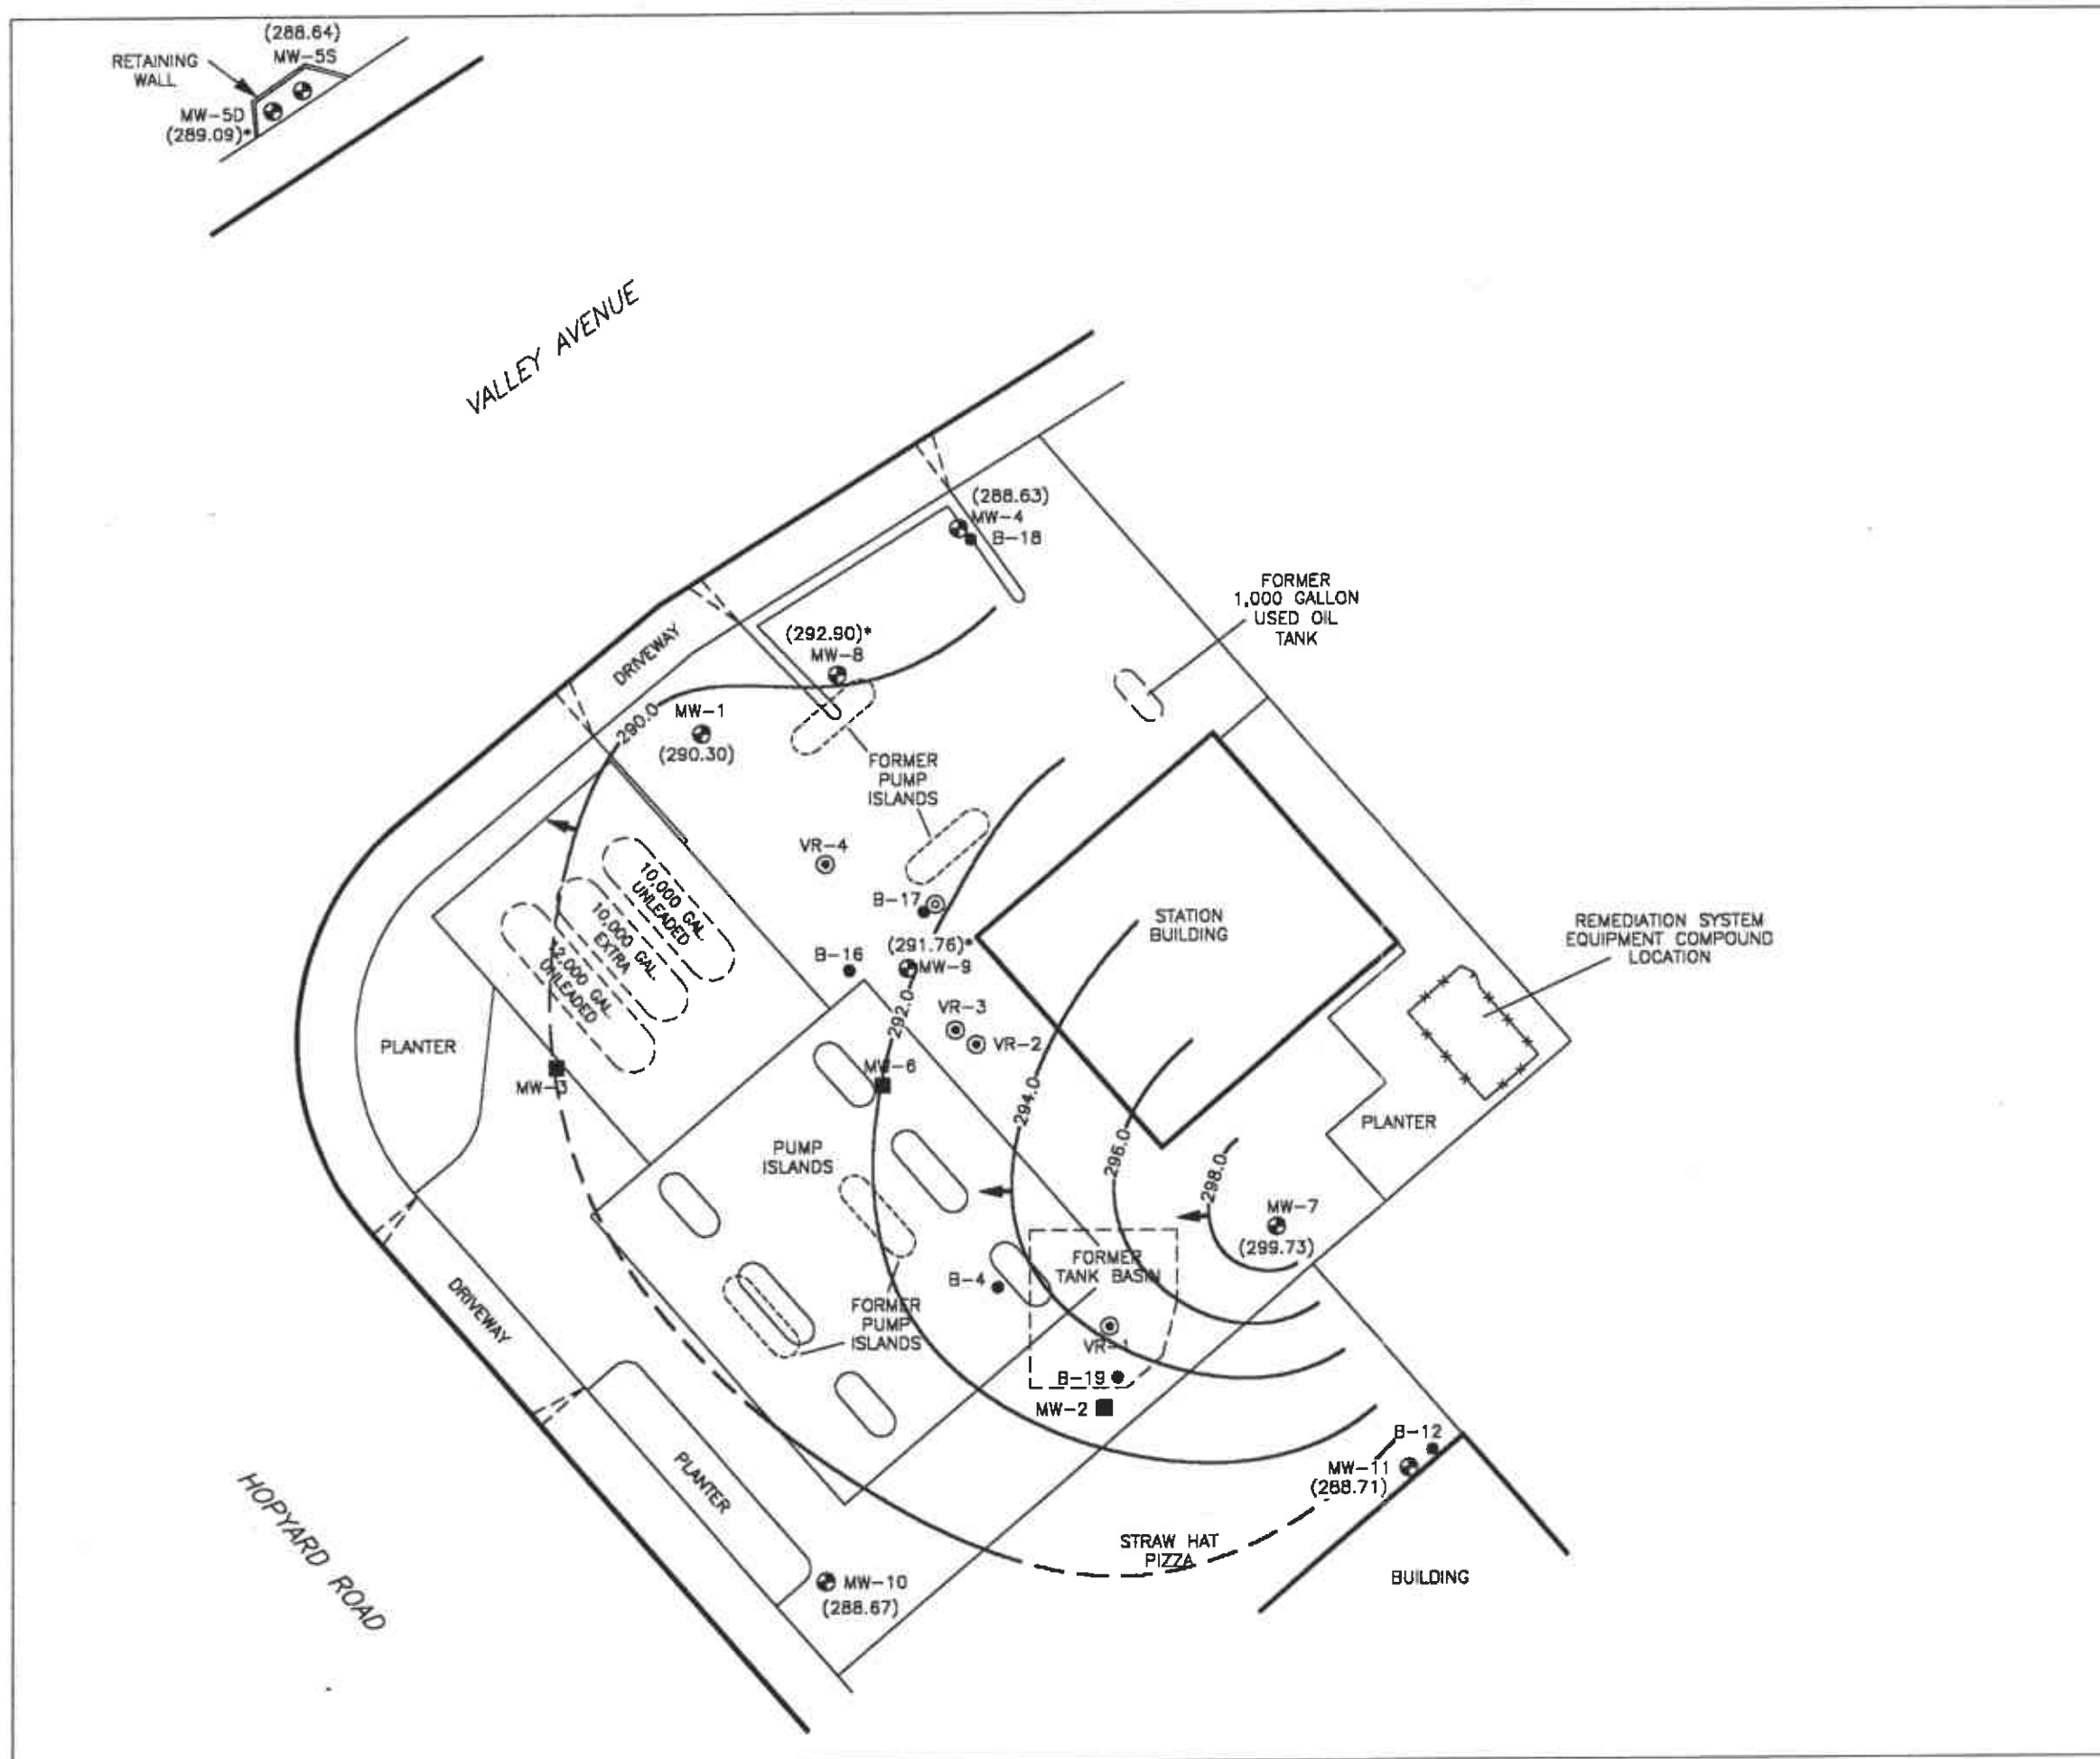 (288.64)
MW-5S
RETAINING
WALL
MW-5D
(289.09)*
VALLEY AVENUE
(288.63)
MW-4
B-18
FORMER
1,000 GALLON
USED OIL
TANK
DRIVEWAY
(292.90)*
MW-8
290.0
MW-1
(290.30)
FORMER
PUMP
ISLANDS
VR-4
10,000 GAL.
UNLEADED
10,000 GAL.
EXTRA
12,000 GAL.
UNLEADED
B-17
(291.76)*
MW-9
B-16
STATION
BUILDING
REMEDIATION SYSTEM
EQUIPMENT COMPOUND
LOCATION
292.0
VR-3
VR-2
PLANTER
MW-3
MW-6
294.0
296.0
298.0
PLANTER
PUMP
ISLANDS
MW-7
(299.73)
FORMER
TANK BASIN
B-4
FORMER
PUMP
ISLANDS
VR-1
B-19
MW-2
DRIVEWAY
PLANTER
B-12
MW-11
(288.71)
STRAW HAT
PIZZA
BUILDING
HOPYARD ROAD
MW-10
(288.67)